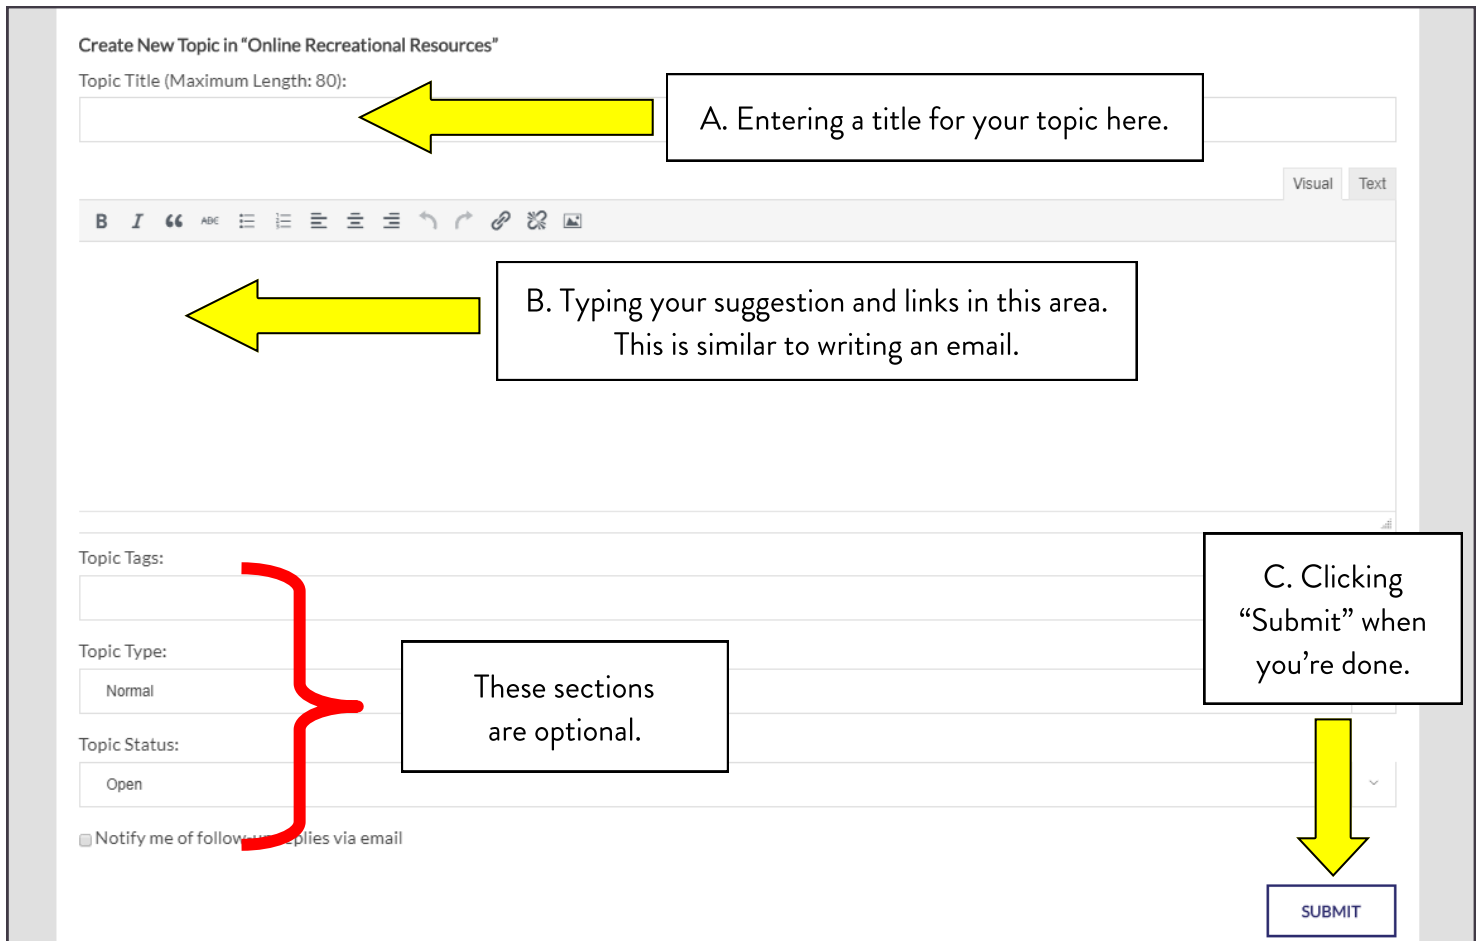 Create New Topic in “Online Recreational Resources”
Topic Title (Maximum Length: 80):
A. Entering a title for your topic here.
Visual Text
B I ABC
B. Typing your suggestion and links in this area.
This is similar to writing an email.
Topic Tags:
C. Clicking
“Submit” when
you’re done.
Topic Type:
Normal
These sections
are optional.
Topic Status:
Open
Notify me of follow-up replies via email
SUBMIT